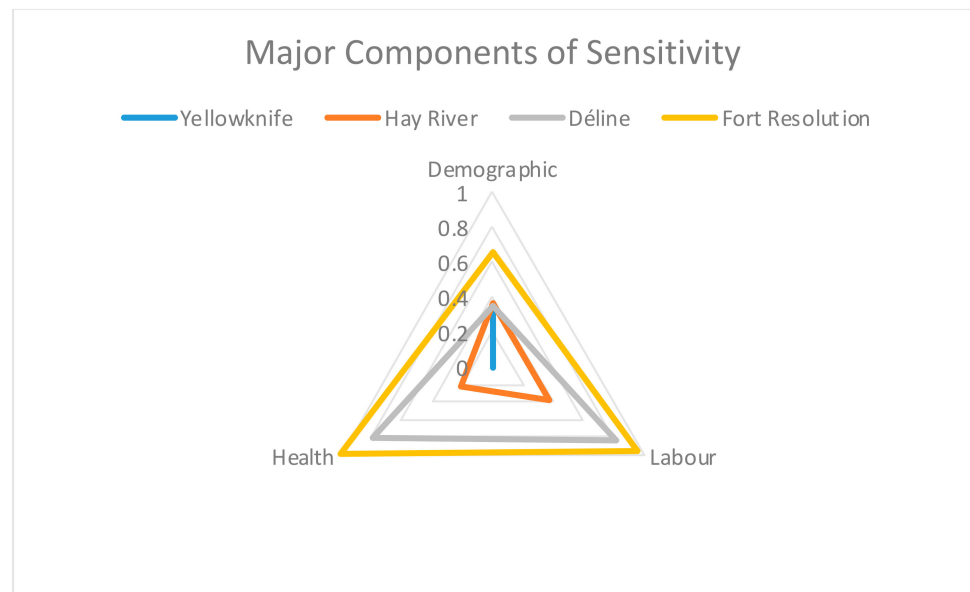 Major Components of Sensitivity
Yellowknife Hay River Déline Fort Resolution
Demographic
1
0.8
0.6
0.4
0.2
0
Health Labour